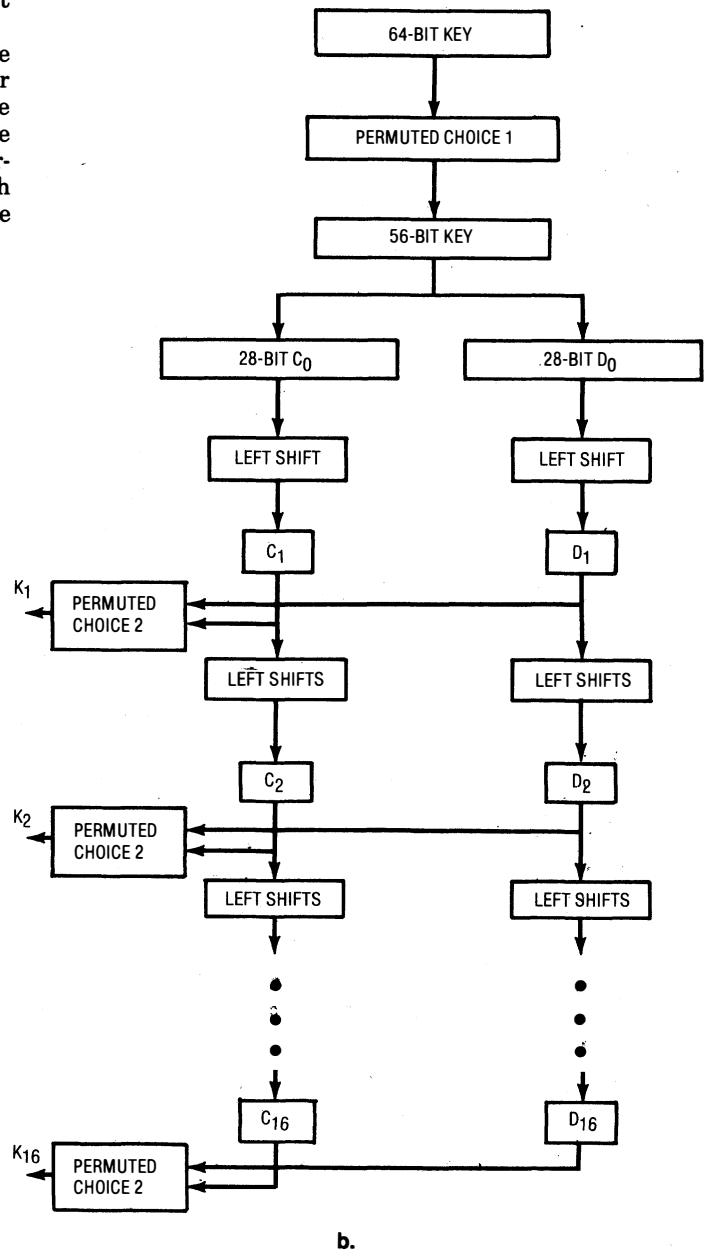 t
e
r
e
e
r-
h
e
64-BIT KEY
PERMUTED CHOICE 1
56-BIT KEY
28-BIT C0
28-BIT D0
LEFT SHIFT
LEFT SHIFT
C1
D1
K1
PERMUTED
CHOICE 2
LEFT SHIFTS
LEFT SHIFTS
C2
D2
K2
PERMUTED
CHOICE 2
LEFT SHIFTS
LEFT SHIFTS
C16
D16
K16
PERMUTED
CHOICE 2
b.